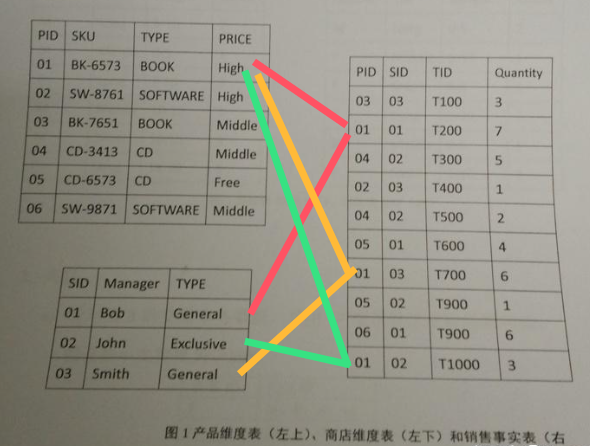 PID SKU TYPE PRICE
01 BK-6573 BOOK High
02 SW-8761 SOFTWARE High
03 BK-7651 BOOK Middle
04 CD-3413 CD Middle
05 CD-6573 CD Free
06 SW-9871 SOFTWARE Middle
SID Manager TYPE
01 Bob General
02 John Exclusive
03 Smith General
PID SID TID Quantity
03 03 T100 3
01 01 T200 7
04 02 T300 5
02 03 T400 1
04 02 T500 2
05 01 T600 4
01 03 T700 6
05 02 T900 1
06 01 T900 6
01 02 T1000 3
图 1 产品维度表（左上）、商店维度表（左下）和销售事实表（右